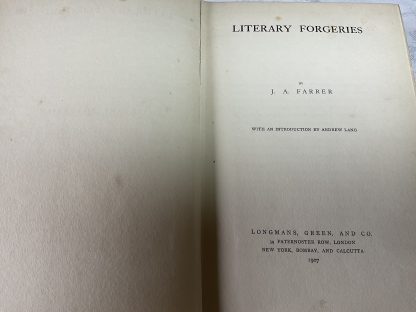 LITERARY FORGERIES
BY
J. A. FARRER
WITH AN INTRODUCTION BY ANDREW LANG
LONGMANS, GREEN, AND CO.
39 PATERNOSTER ROW, LONDON
NEW YORK, BOMBAY, AND CALCUTTA
1907